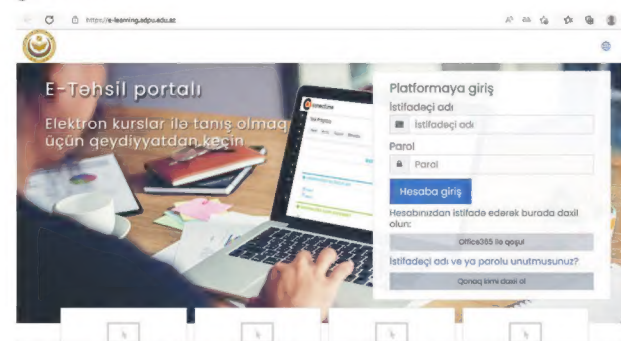 https://e-learning.adpu.edu.az
E-Təhsil portalı
Elektron kurslar ilə tanış olmaq
üçün qeydiyyatdan keçin
Platformaya giriş
İstifadəçi adı
İstifadəçi adı
Parol
Parol
Hesaba giriş
Hesabınızdan istifadə edərək burada daxil
olun:
Office365 ilə qoşul
İstifadəçi adı və ya parolu unutmusunuz?
Qonaq kimi daxil ol